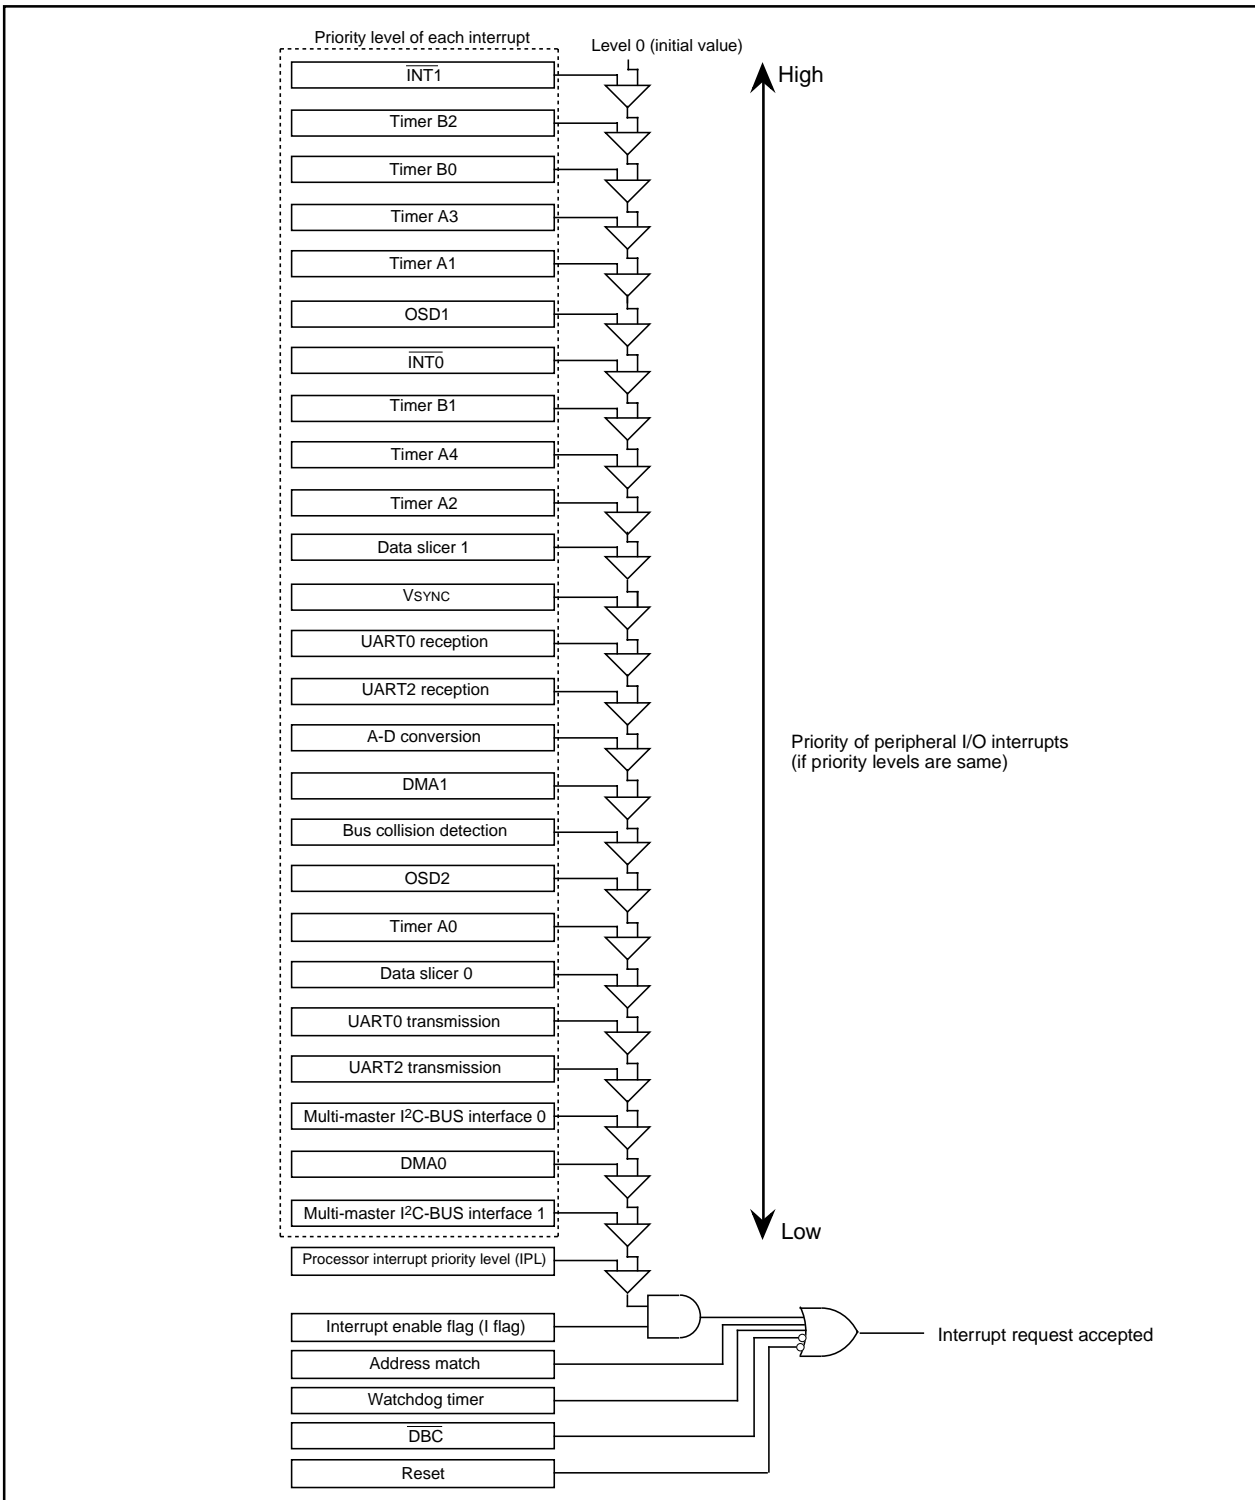 Priority level of each interrupt
Level 0 (initial value)
High
INT1
Timer B2
Timer B0
Timer A3
Timer A1
OSD1
INT0
Timer B1
Timer A4
Timer A2
Data slicer 1
VSYNC
UART0 reception
UART2 reception
A-D conversion
Priority of peripheral I/O interrupts
(if priority levels are same)
DMA1
Bus collision detection
OSD2
Timer A0
Data slicer 0
UART0 transmission
UART2 transmission
Multi-master I²C-BUS interface 0
DMA0
Multi-master I²C-BUS interface 1
Low
Processor interrupt priority level (IPL)
Interrupt enable flag (I flag)
Interrupt request accepted
Address match
Watchdog timer
DBC
Reset